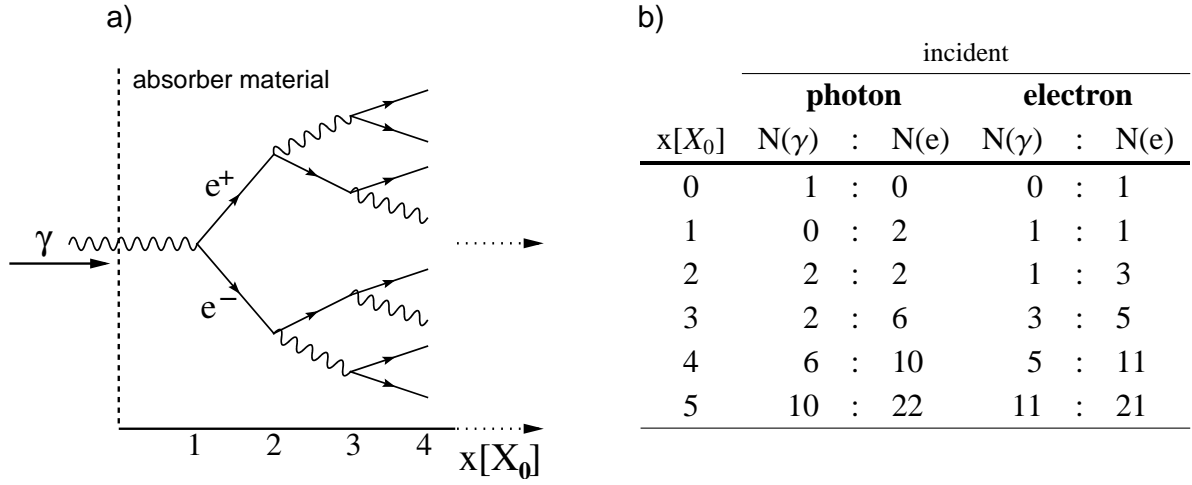 a)
absorber material
e⁺
γ
e⁻
1 2 3 4
x[X₀]
b)
incident
photon electron
x[X₀] N(γ) : N(e) N(γ) : N(e)
0 1 : 0 0 : 1
1 0 : 2 1 : 1
2 2 : 2 1 : 3
3 2 : 6 3 : 5
4 6 : 10 5 : 11
5 10 : 22 11 : 21